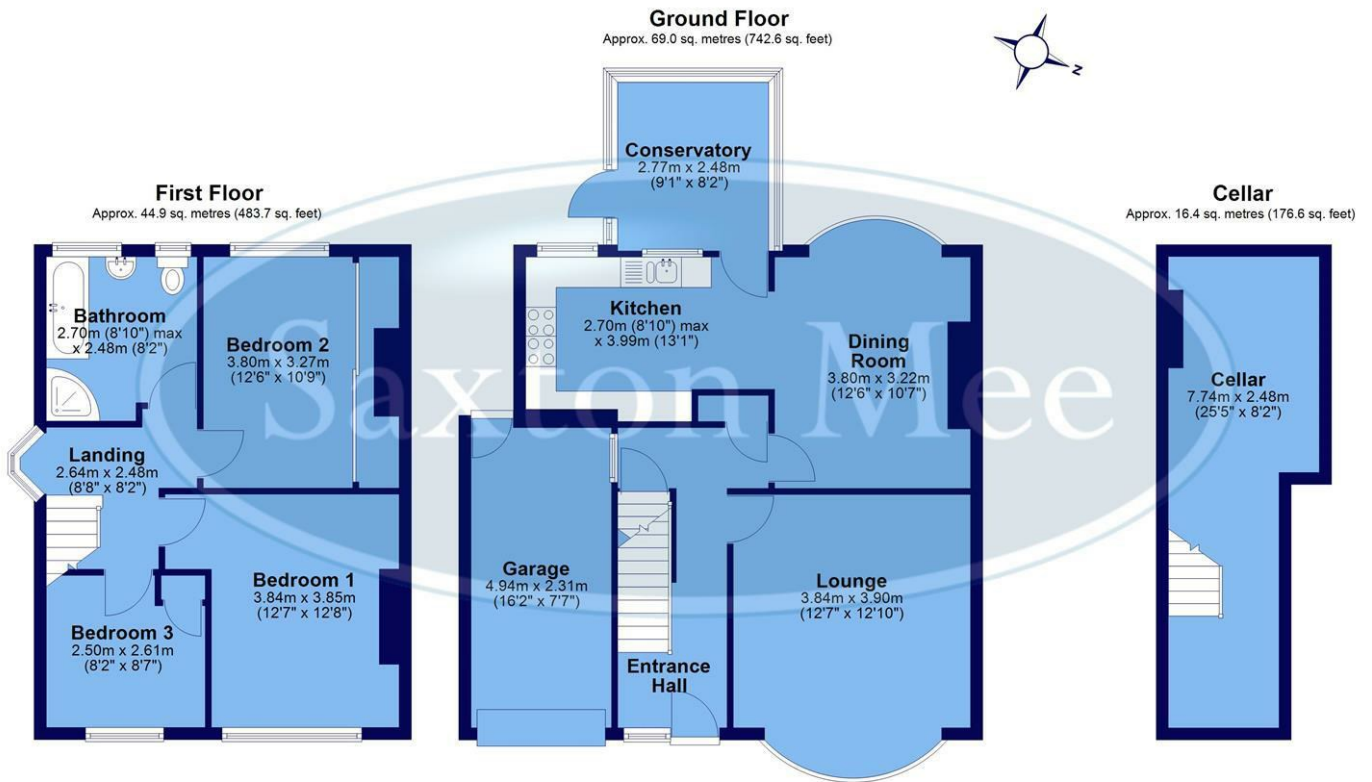 Ground Floor
Approx. 69.0 sq. metres (742.6 sq. feet)
N
Conservatory
2.77m x 2.48m
(9'1" x 8'2")
Kitchen
2.70m (8'10") max
x 3.99m (13'1")
Dining
Room
3.80m x 3.22m
(12'6" x 10'7")
Garage
4.94m x 2.31m
(16'2" x 7'7")
Lounge
3.84m x 3.90m
(12'7" x 12'10")
Entrance
Hall
First Floor
Approx. 44.9 sq. metres (483.7 sq. feet)
Bathroom
2.70m (8'10") max
x 2.48m (8'2")
Bedroom 2
3.80m x 3.27m
(12'6" x 10'9")
Landing
2.64m x 2.48m
(8'8" x 8'2")
Bedroom 1
3.84m x 3.85m
(12'7" x 12'8")
Bedroom 3
2.50m x 2.61m
(8'2" x 8'7")
Cellar
Approx. 16.4 sq. metres (176.6 sq. feet)
Cellar
7.74m x 2.48m
(25'5" x 8'2")
Saxton Mee